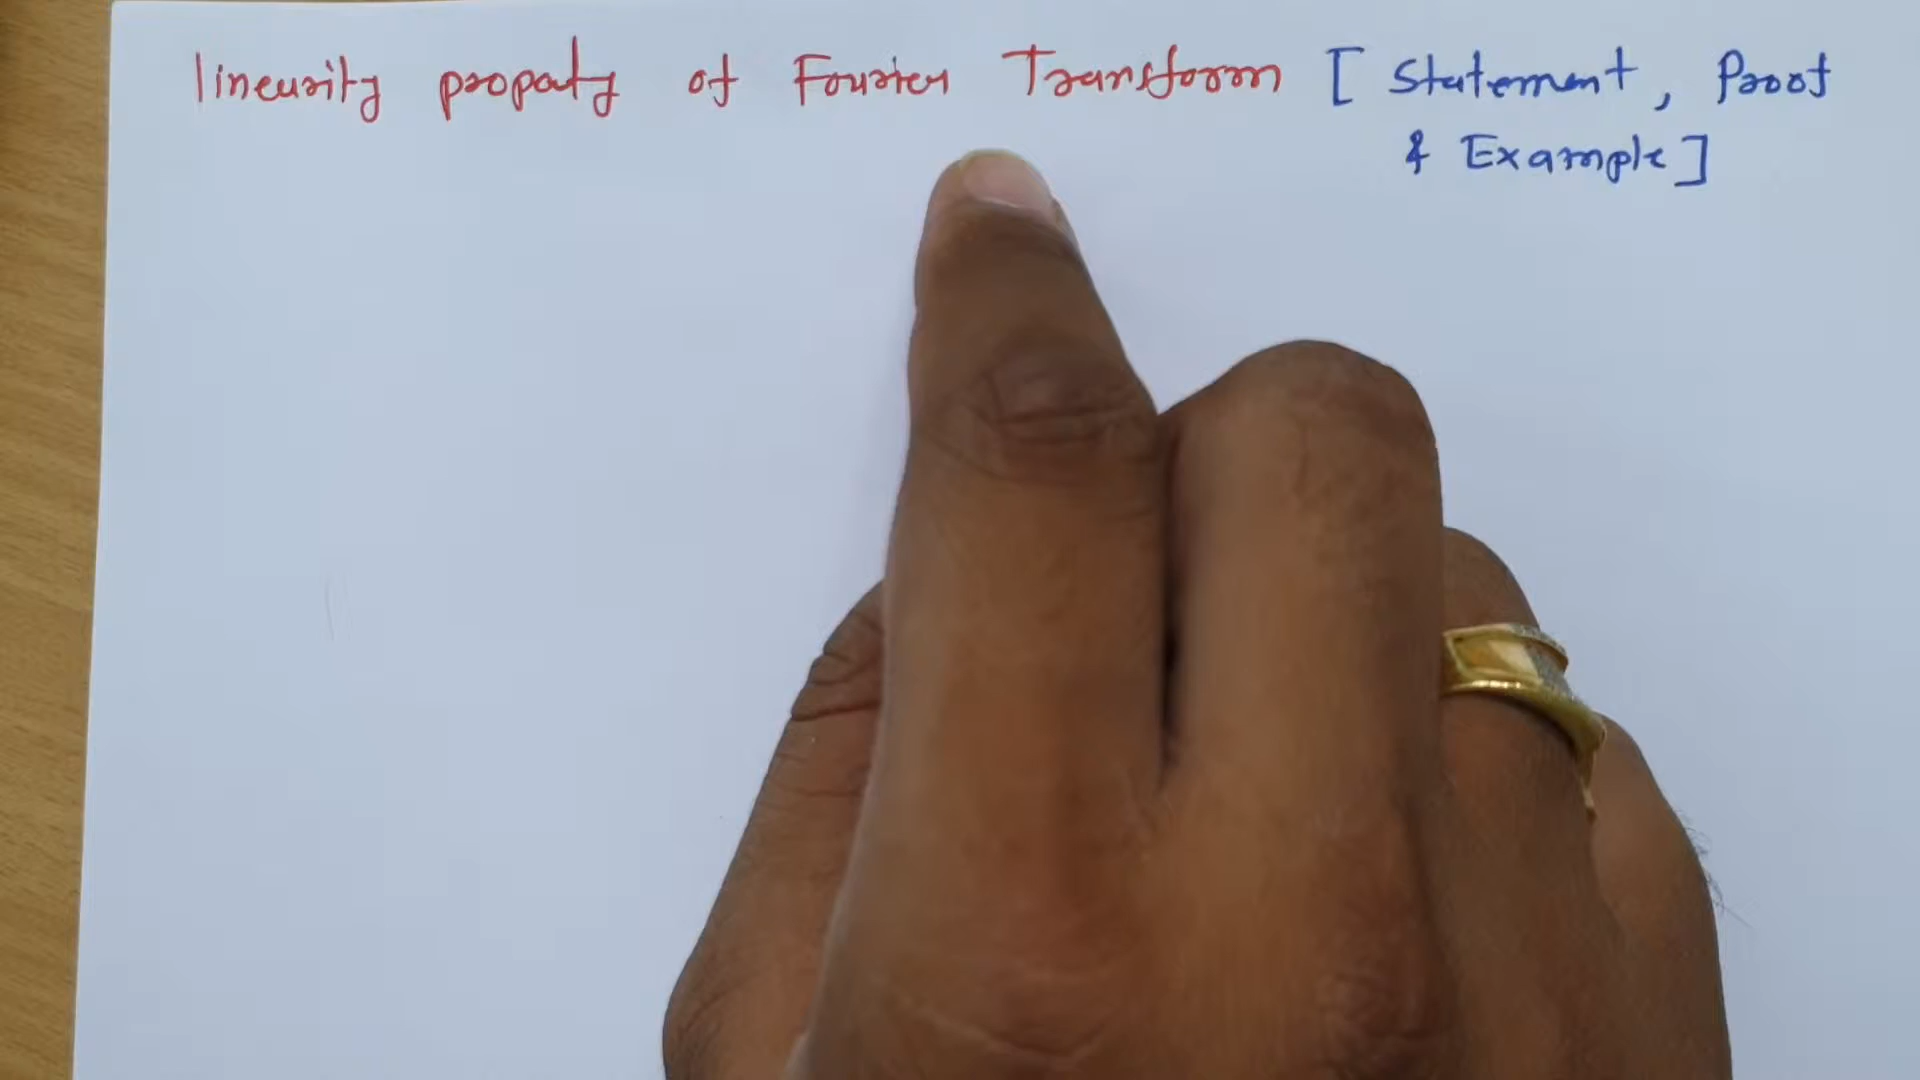 linearity property of Fourier Transform [ Statement, Proof
& Example ]